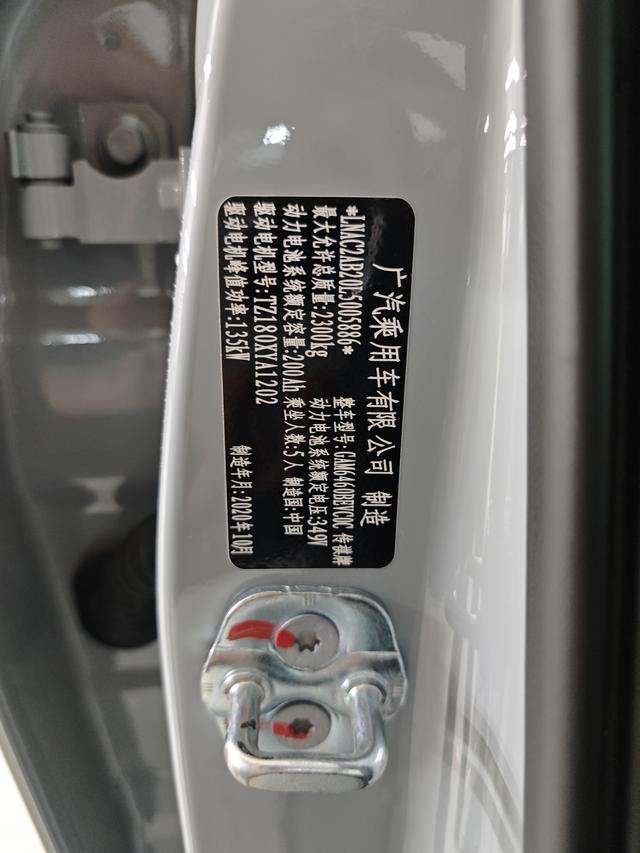 广汽乘用车有限公司 制造
*LNAC2AB20L5005886* 整车型号:GAM6460BEVC0C 传祺牌
最大允许总质量:2300kg 动力电池系统额定电压:349V
动力电池系统额定容量:200Ah 乘坐人数:5人 制造国:中国
驱动电机型号:TZ180XYA1202
驱动电机峰值功率:135kW 制造年月:2020年10月